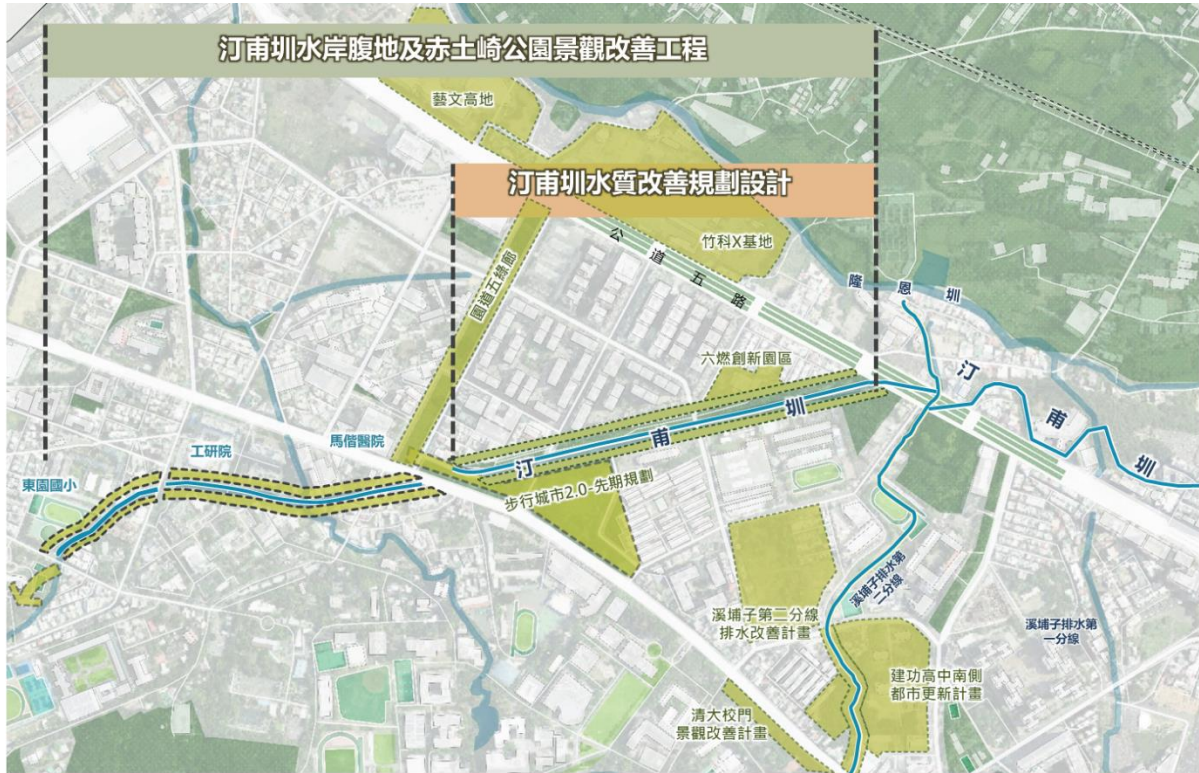 汀甫圳水岸腹地及赤土崎公園景觀改善工程
藝文高地
汀甫圳水質改善規劃設計
公道五路
竹科X基地
園道五綠廊
隆恩圳
六燃創新園區
汀甫圳
汀甫圳
馬偕醫院
工研院
東園國小
步行城市2.0-先期規劃
溪埔子排水第
二分線
溪埔子第二分線
排水改善計畫
溪埔子排水第
一分線
建功高中南側
都市更新計畫
清大校門
景觀改善計畫